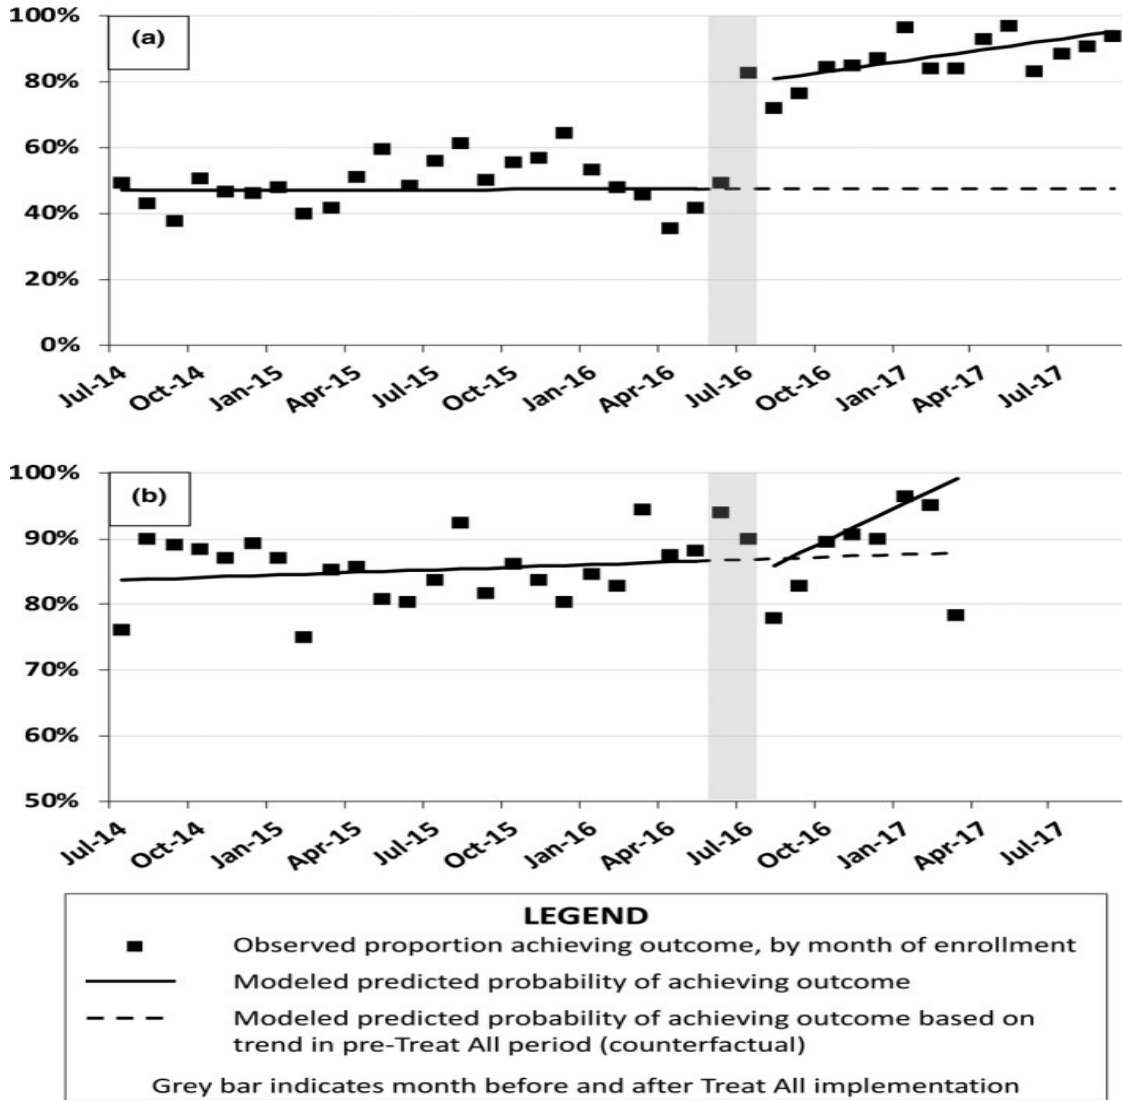 100%
(a)
80%
60%
40%
20%
0%
Jul-14 Oct-14 Jan-15 Apr-15 Jul-15 Oct-15 Jan-16 Apr-16 Jul-16 Oct-16 Jan-17 Apr-17 Jul-17
100%
(b)
90%
80%
70%
60%
50%
Jul-14 Oct-14 Jan-15 Apr-15 Jul-15 Oct-15 Jan-16 Apr-16 Jul-16 Oct-16 Jan-17 Apr-17 Jul-17
LEGEND
Observed proportion achieving outcome, by month of enrollment
Modeled predicted probability of achieving outcome
Modeled predicted probability of achieving outcome based on
trend in pre-Treat All period (counterfactual)
Grey bar indicates month before and after Treat All implementation